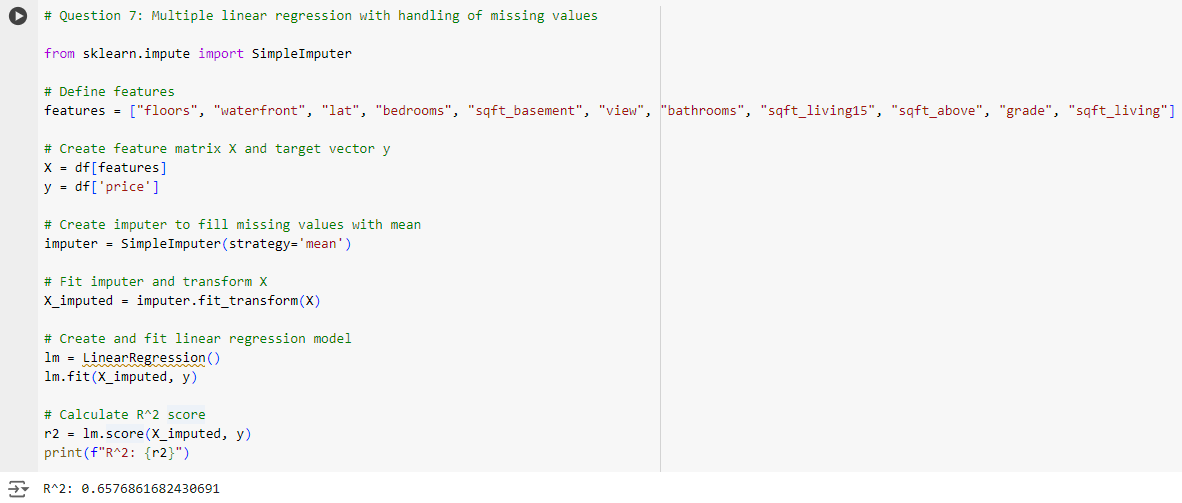 # Question 7: Multiple linear regression with handling of missing values
from sklearn.impute import SimpleImputer
# Define features
features = ["floors", "waterfront", "lat", "bedrooms", "sqft_basement", "view", "bathrooms", "sqft_living15", "sqft_above", "grade", "sqft_living"]
# Create feature matrix X and target vector y
X = df[features]
y = df['price']
# Create imputer to fill missing values with mean
imputer = SimpleImputer(strategy='mean')
# Fit imputer and transform X
X_imputed = imputer.fit_transform(X)
# Create and fit linear regression model
lm = LinearRegression()
lm.fit(X_imputed, y)
# Calculate R^2 score
r2 = lm.score(X_imputed, y)
print(f"R^2: {r2}")
R^2: 0.6576861682430691